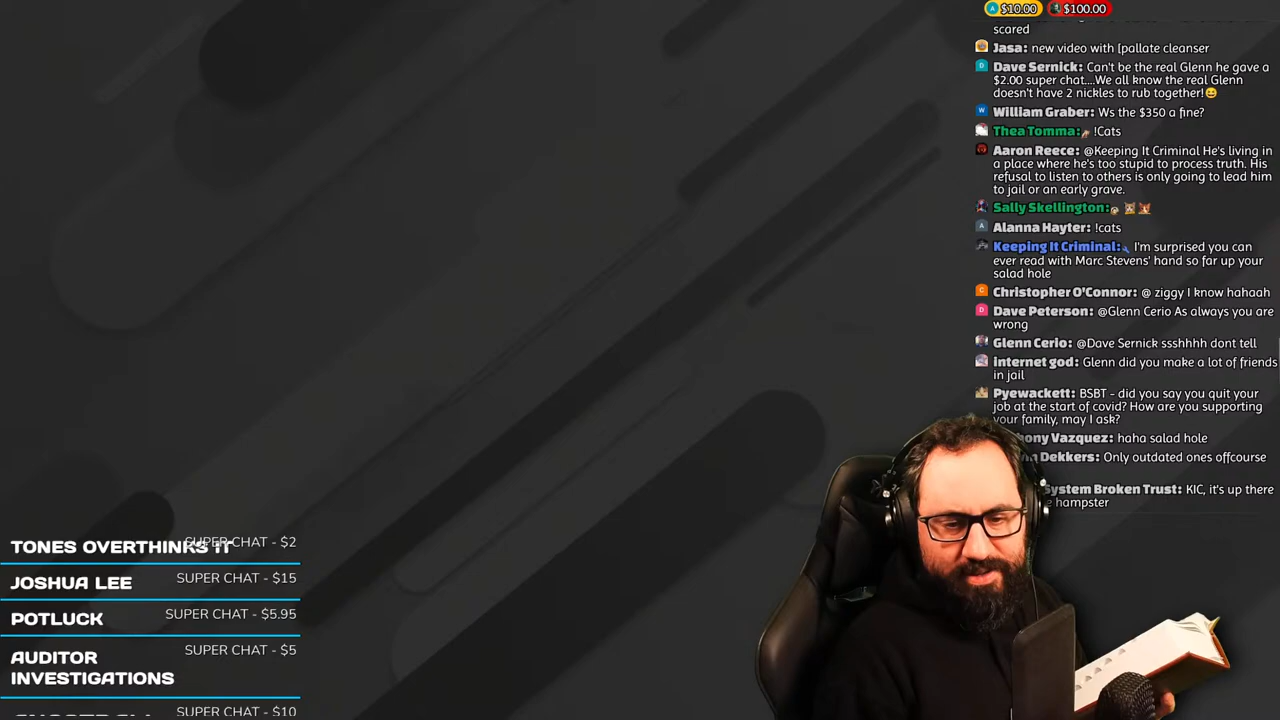 $10.00 $100.00
scared
Jasa: new video with [pallate cleanser
Dave Sernick: Can't be the real Glenn he gave a
$2.00 super chat....We all know the real Glenn
doesn't have 2 nickles to rub together!😄
William Graber: Ws the $350 a fine?
Thea Tomma: !Cats
Aaron Reece: @Keeping It Criminal He's living in
a place where he's too stupid to process truth. His
refusal to listen to others is only going to lead him
to jail or an early grave.
Sally Skellington:
Alanna Hayter: !cats
Keeping It Criminal: I'm surprised you can
ever read with Marc Stevens' hand so far up your
salad hole
Christopher O'Connor: @ ziggy I know hahaah
Dave Peterson: @Glenn Cerio As always you are
wrong
Glenn Cerio: @Dave Sernick ssshhhh dont tell
internet god: Glenn did you make a lot of friends
in jail
Pyewackett: BSBT - did you say you quit your
job at the start of covid? How are you supporting
your family, may I ask?
hony Vazquez: haha salad hole
Dekkers: Only outdated ones offcourse
System Broken Trust: KIC, it's up there
hampster
TONES OVERTHINKS IT SUPER CHAT - $2
JOSHUA LEE SUPER CHAT - $15
POTLUCK SUPER CHAT - $5.95
AUDITOR SUPER CHAT - $5
INVESTIGATIONS
SUPER CHAT - $10